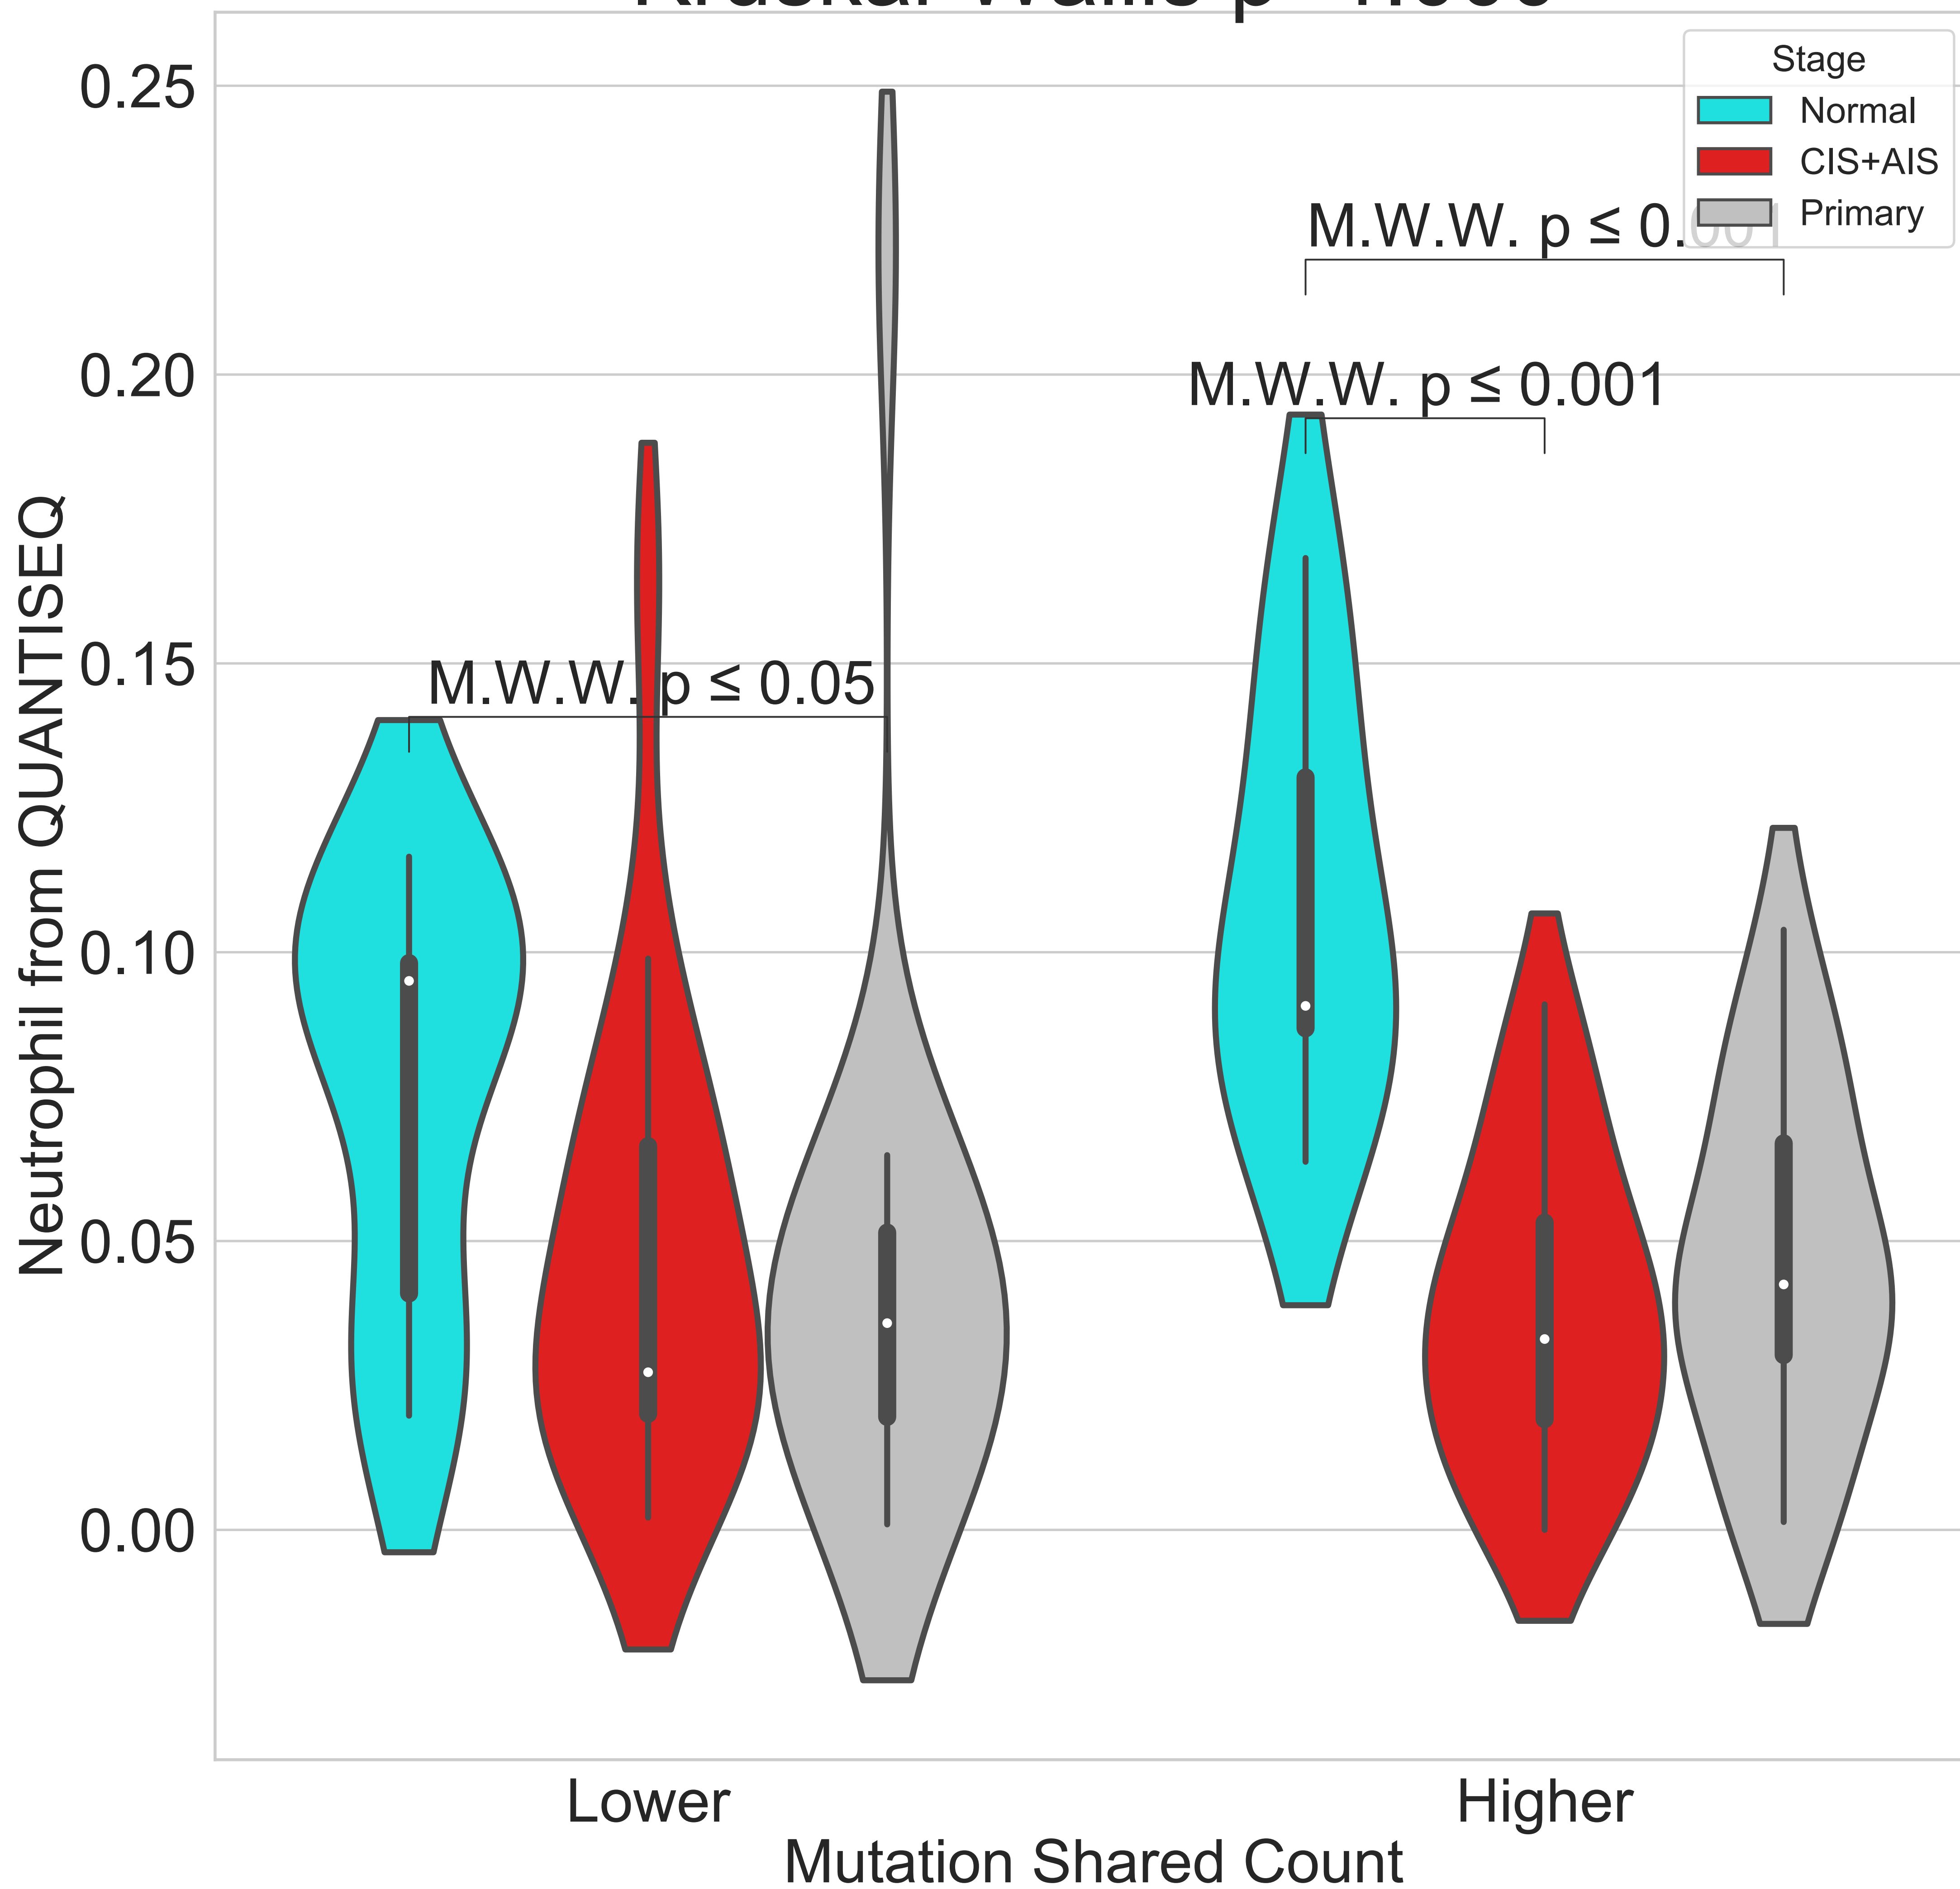 Stage
Normal
CIS+AIS
Primary
0.25
0.20
0.15
0.10
0.05
0.00
Neutrophil from QUANTISEQ
M.W.W. p ≤ 0.001
M.W.W. p ≤ 0.001
M.W.W. p ≤ 0.05
Lower
Higher
Mutation Shared Count